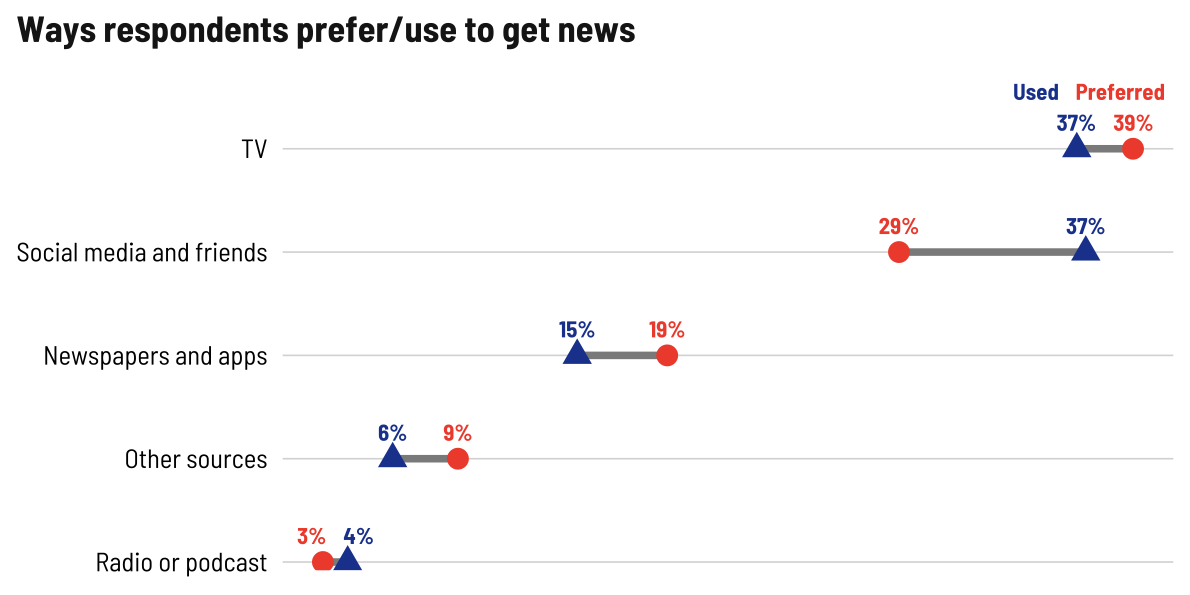 Ways respondents prefer/use to get news
Used Preferred
37% 39%
TV
29% 37%
Social media and friends
15% 19%
Newspapers and apps
6% 9%
Other sources
3% 4%
Radio or podcast